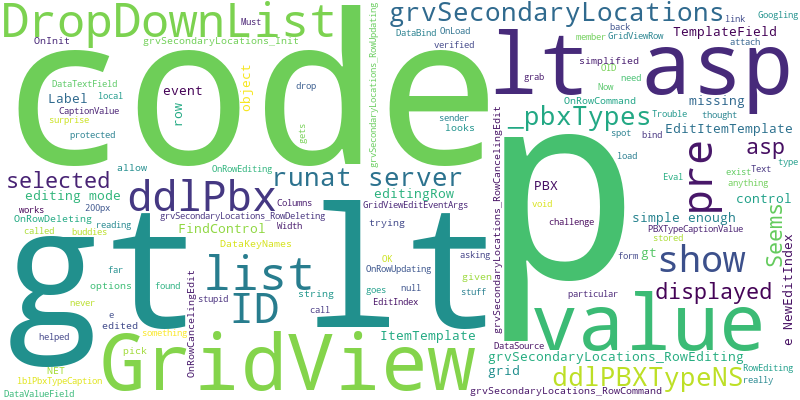 DropDownList
Must
grvSecondaryLocations
link
Googling
OnInit
grvSecondaryLocations_Init
DataBind
OnLoad
back
member
GridViewRow
TemplateField
verified
attach
code
lt
asp
grvSecondaryLocations_RowUpdating
simplified
UID
Now
need
grab
DataTextField
event
object
drop
Label
local
CaptionValue
surprise
protected
row
gets
sender
looks
OnRowCommand
Trouble
missing
thought
_pbxTypes
spot
bind
EditItemTemplate
p
pre
asp
load
exist
type
Eval
Text
anything
control
allow
OnRowEditing
selected
runat server
editing mode
200px
ddlPbx
Columns
editingRow
PBX
void
challenge
simple enough
PBXTypeCaptionValue
stored
works
OnRowDeleting
called
buddies
reading
grvSecondaryLocations_RowDeleting
Width
GridViewEditEventArgs
trying
FindControl
DataKeyNames
asking
form
gt
Seems
e NewEditIndex
grvSecondaryLocations_RowCancelingEdit
gt
lt
list
OK
OnRowUpdating
given
show
far
options
found
OnRowCancelingEdit
stupid
ID
string
call
goes
null
stuff
EditIndex
particular
displayed
never
e
edited
something
helped
pick
ItemTemplate
value
GridView
DataSource
grvSecondaryLocations_RowEditing
grid
ddlPBXTypeNS
RowEditing
really
NET
lblPbxTypeCaption
DataValueField
grvSecondaryLocations_RowCommand